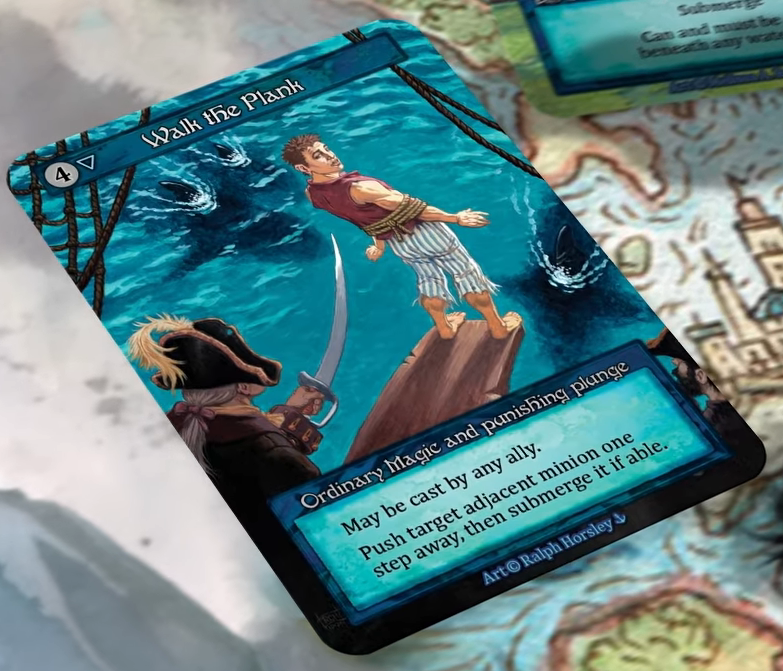 Submerge
Can and must be
beneath any wat
Walk the Plank
4
Ordinary Magic and punishing plunge
May be cast by any ally.
Push target adjacent minion one
step away, then submerge it if able.
Art © Ralph Horsley